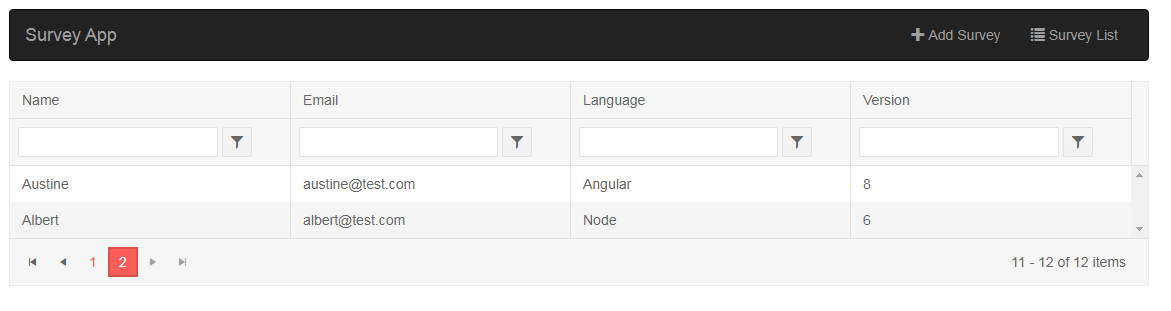 Survey App Add Survey Survey List
Name Email Language Version
Austine austine@test.com Angular 8
Albert albert@test.com Node 6
1 2 11 - 12 of 12 items